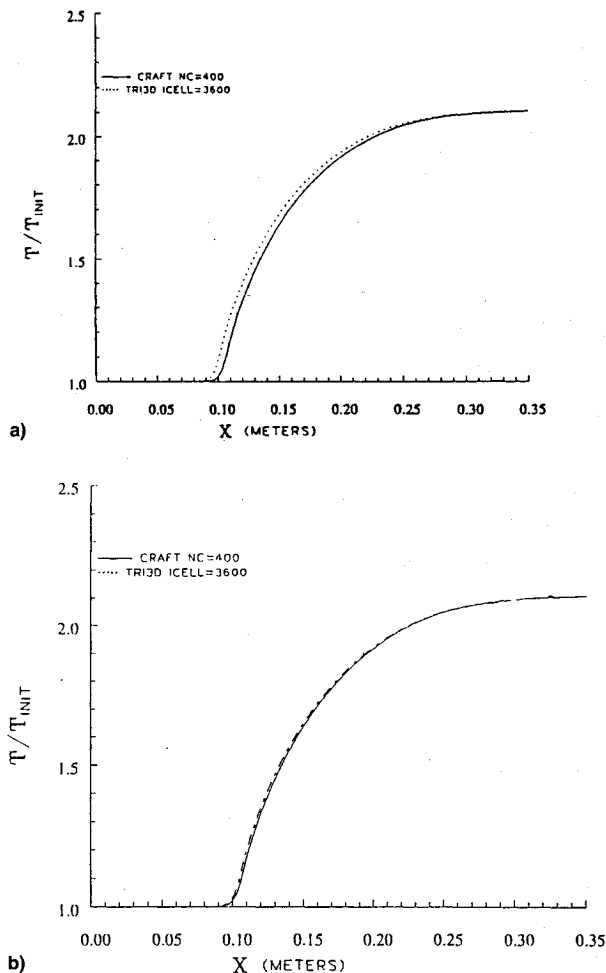 2.5
CRAFT NC=400
TRI3D ICELL=3600
2.0
T/T_INIT
1.5
1.0
0.00 0.05 0.10 0.15 0.20 0.25 0.30 0.35
a) X (METERS)
2.5
CRAFT NC=400
TRI3D ICELL=3600
2.0
T/T_INIT
1.5
1.0
0.00 0.05 0.10 0.15 0.20 0.25 0.30 0.35
b) X (METERS)